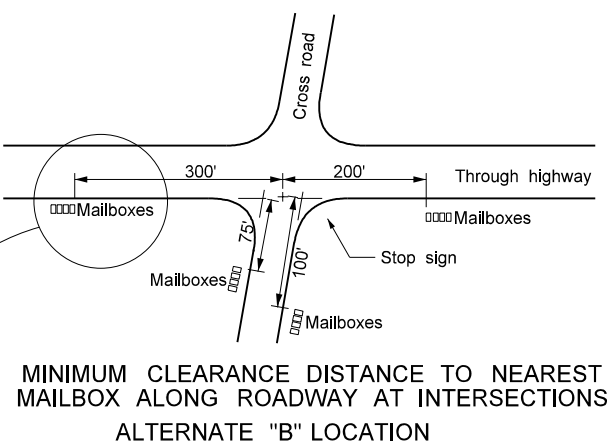 Cross road
300'
200'
Through highway
Mailboxes
Mailboxes
75'
100'
Stop sign
Mailboxes
Mailboxes
MINIMUM CLEARANCE DISTANCE TO NEAREST
MAILBOX ALONG ROADWAY AT INTERSECTIONS
ALTERNATE "B" LOCATION